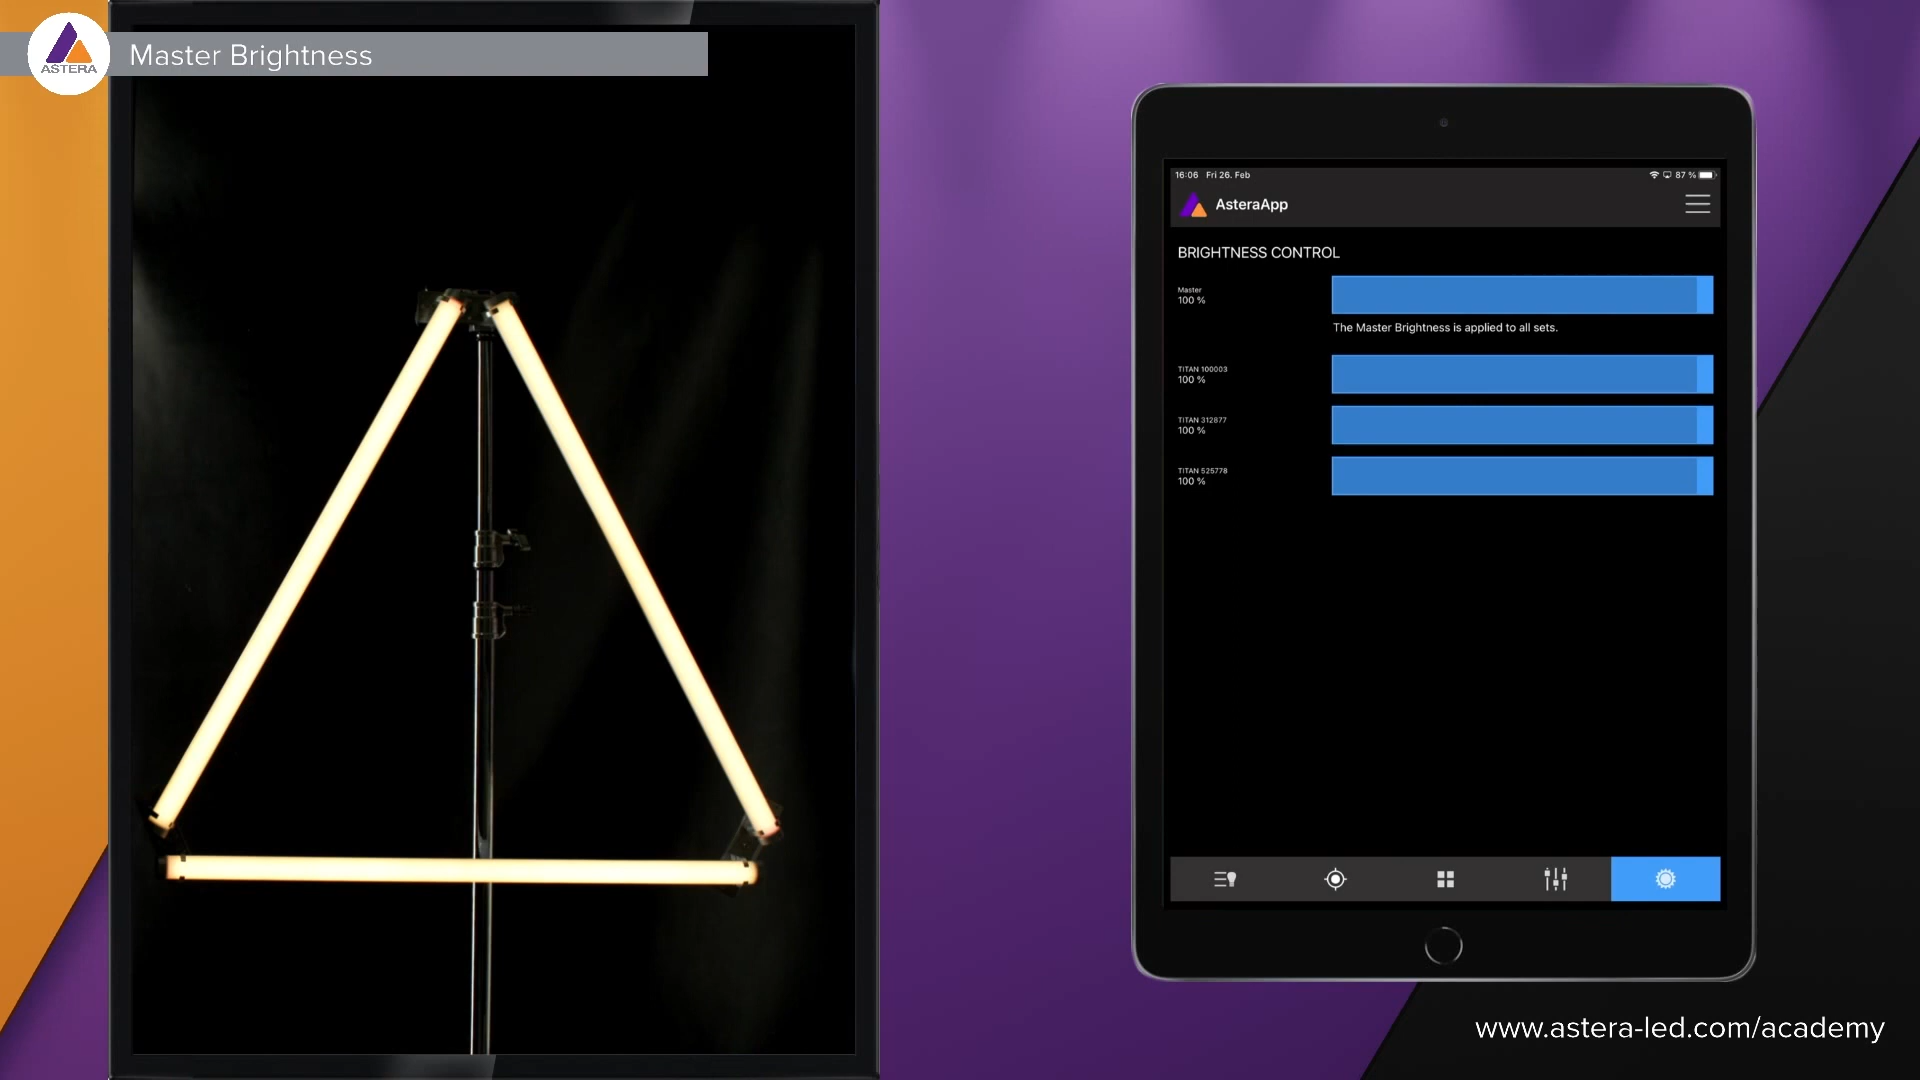 ASTERA
Master Brightness
16:06 Fri 26. Feb
87 %
AsteraApp
BRIGHTNESS CONTROL
Master
100 %
The Master Brightness is applied to all sets.
TITAN 100003
100 %
TITAN 312877
100 %
TITAN 525778
100 %
www.astera-led.com/academy